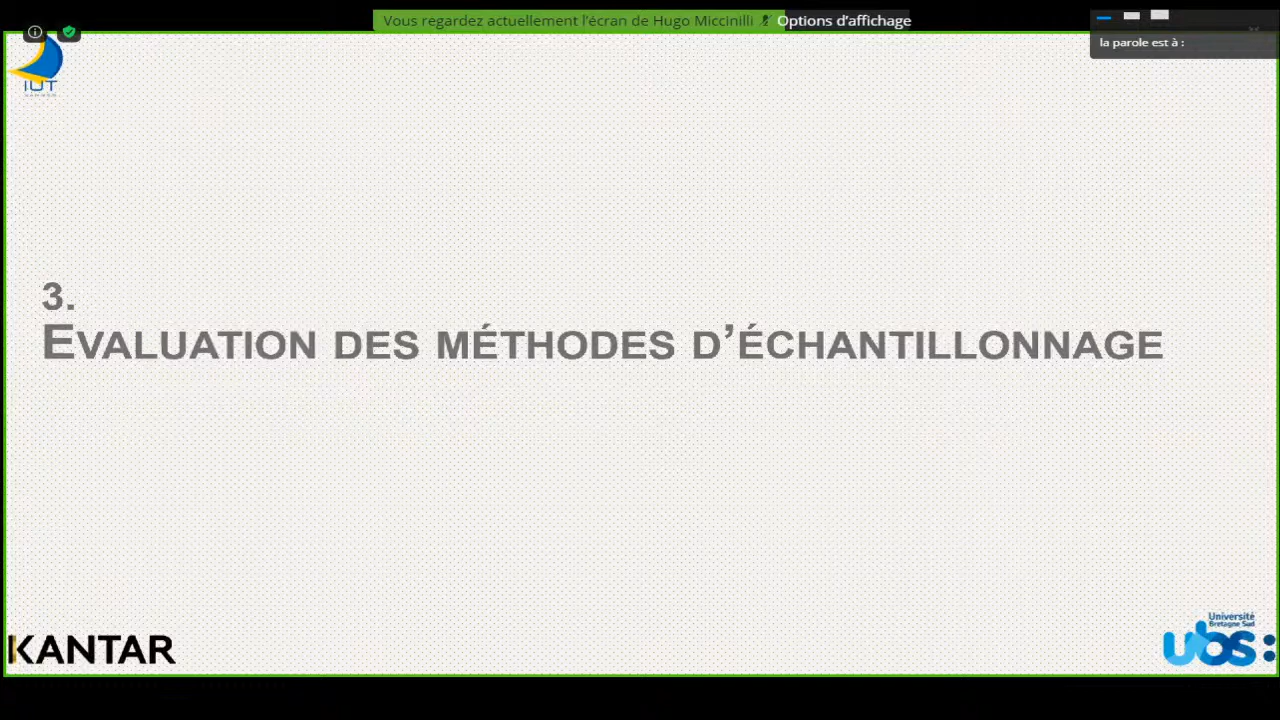 Vous regardez actuellement l'écran de Hugo Miccinilli
Options d’affichage
la parole est à :
IUT
3.
EVALUATION DES MÉTHODES D’ÉCHANTILLONNAGE
KANTAR
Université
Bretagne Sud
ubs: